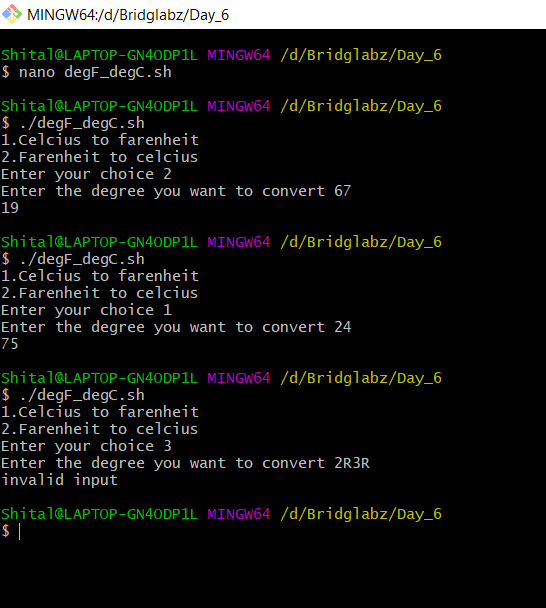 MINGW64:/d/Bridglabz/Day_6
Shital@LAPTOP-GN4ODP1L MINGW64 /d/Bridglabz/Day_6
$ nano degF_degC.sh
Shital@LAPTOP-GN4ODP1L MINGW64 /d/Bridglabz/Day_6
$ ./degF_degC.sh
1.Celcius to farenheit
2.Farenheit to celcius
Enter your choice 2
Enter the degree you want to convert 67
19
Shital@LAPTOP-GN4ODP1L MINGW64 /d/Bridglabz/Day_6
$ ./degF_degC.sh
1.Celcius to farenheit
2.Farenheit to celcius
Enter your choice 1
Enter the degree you want to convert 24
75
Shital@LAPTOP-GN4ODP1L MINGW64 /d/Bridglabz/Day_6
$ ./degF_degC.sh
1.Celcius to farenheit
2.Farenheit to celcius
Enter your choice 3
Enter the degree you want to convert 2R3R
invalid input
Shital@LAPTOP-GN4ODP1L MINGW64 /d/Bridglabz/Day_6
$